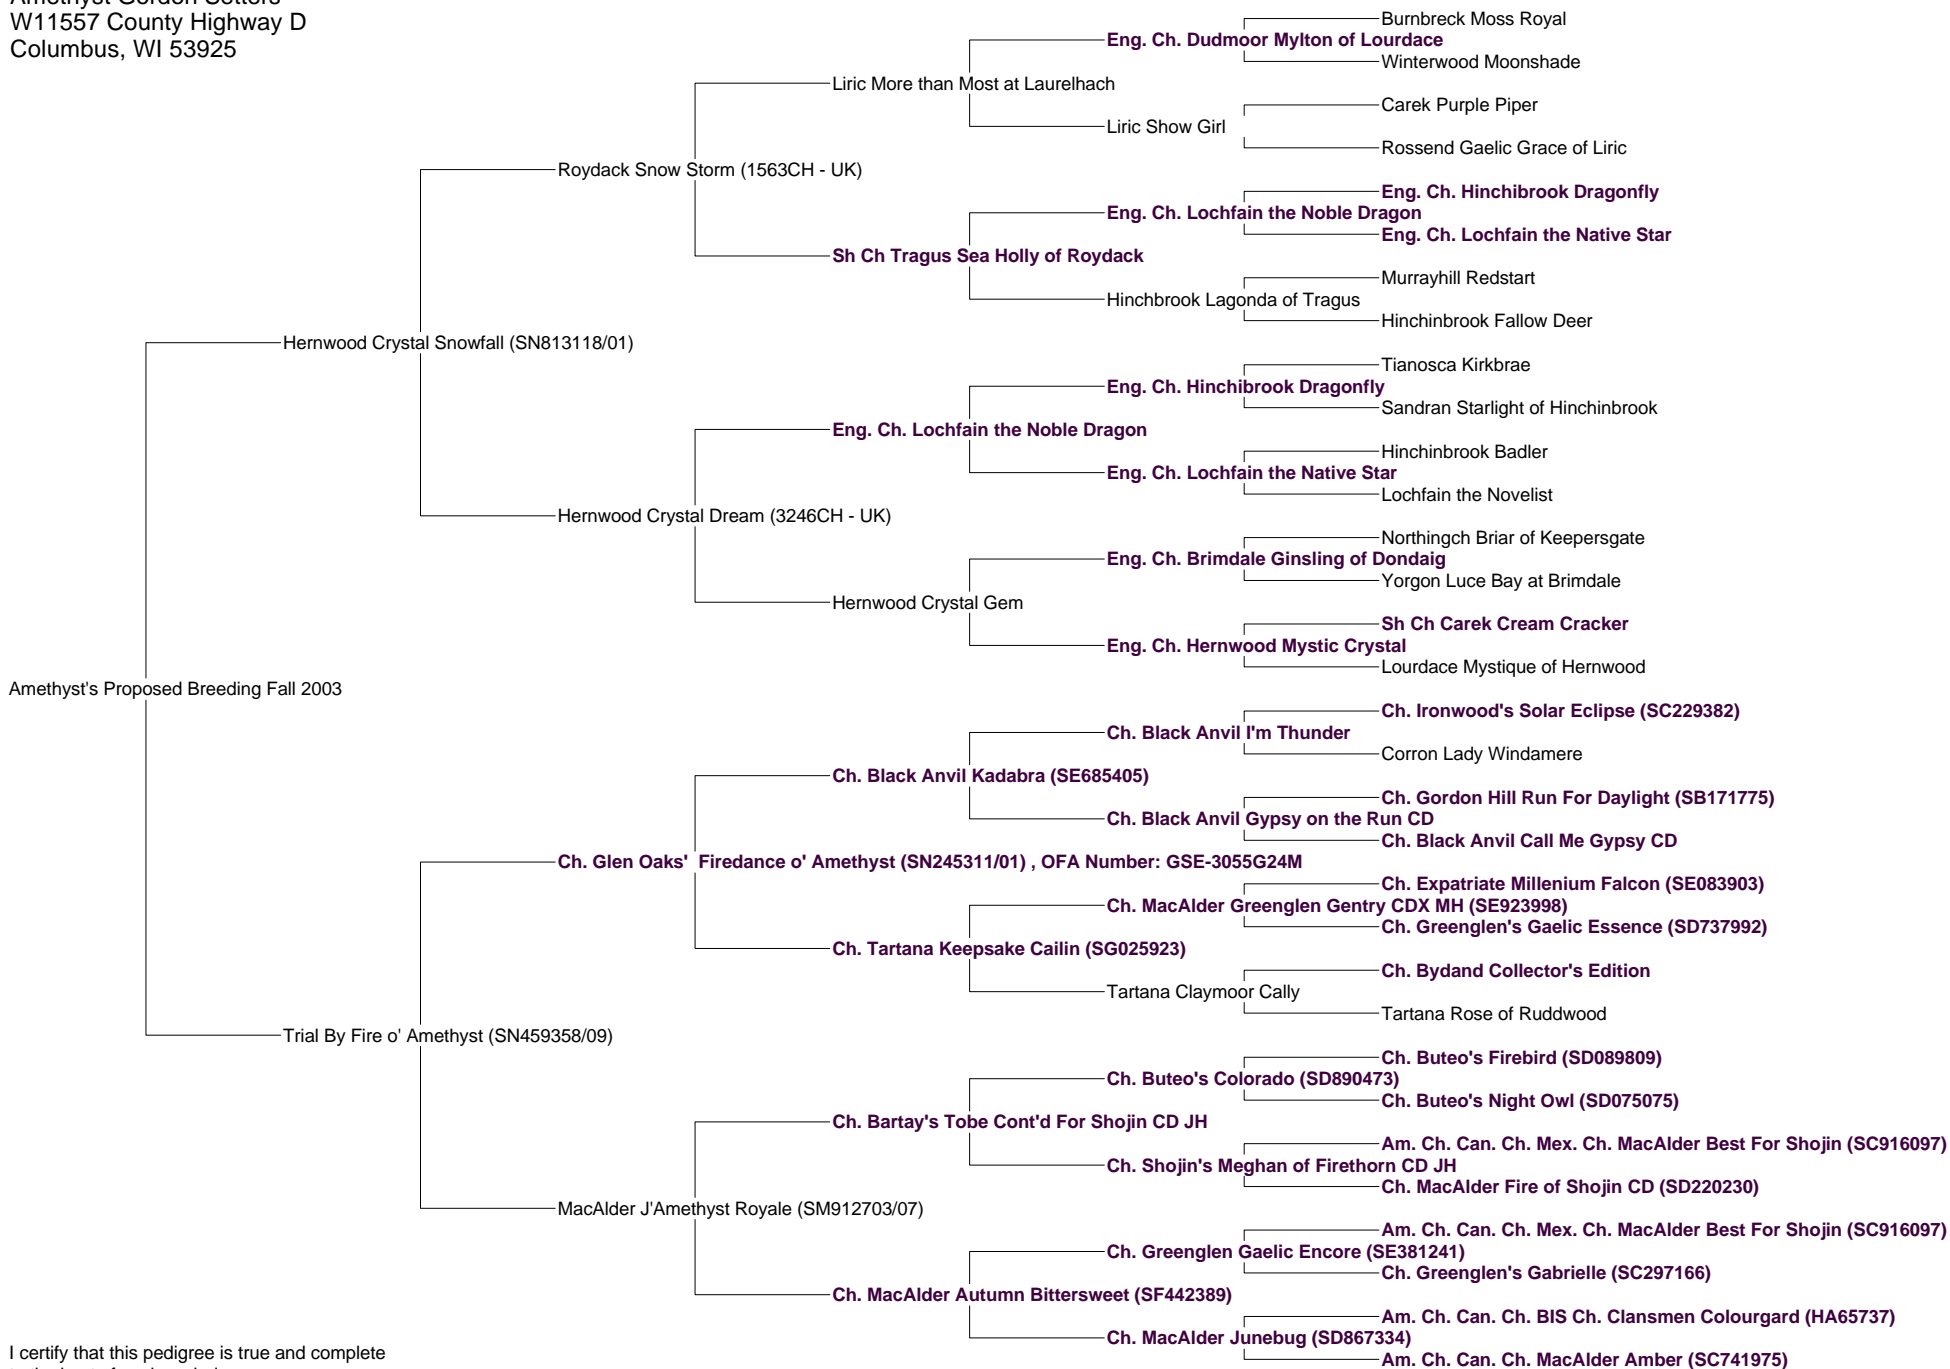 Amethyst Gordon Setters
W11557 County Highway D
Columbus, WI 53925
Burnbreck Moss Royal
Eng. Ch. Dudmoor Mylton of Lourdace
Winterwood Moonshade
Liric More than Most at Laurelhach
Carek Purple Piper
Liric Show Girl
Rossend Gaelic Grace of Liric
Roydack Snow Storm (1563CH - UK)
Eng. Ch. Hinchibrook Dragonfly
Eng. Ch. Lochfain the Noble Dragon
Eng. Ch. Lochfain the Native Star
Sh Ch Tragus Sea Holly of Roydack
Murrayhill Redstart
Hinchbrook Lagonda of Tragus
Hinchinbrook Fallow Deer
Hernwood Crystal Snowfall (SN813118/01)
Tianosca Kirkbrae
Eng. Ch. Hinchibrook Dragonfly
Sandran Starlight of Hinchinbrook
Eng. Ch. Lochfain the Noble Dragon
Hinchinbrook Badler
Eng. Ch. Lochfain the Native Star
Lochfain the Novelist
Hernwood Crystal Dream (3246CH - UK)
Northingch Briar of Keepersgate
Eng. Ch. Brimdale Ginsling of Dondaig
Yorgon Luce Bay at Brimdale
Hernwood Crystal Gem
Sh Ch Carek Cream Cracker
Eng. Ch. Hernwood Mystic Crystal
Lourdace Mystique of Hernwood
Amethyst's Proposed Breeding Fall 2003
Ch. Ironwood's Solar Eclipse (SC229382)
Ch. Black Anvil I'm Thunder
Corron Lady Windamere
Ch. Black Anvil Kadabra (SE685405)
Ch. Gordon Hill Run For Daylight (SB171775)
Ch. Black Anvil Gypsy on the Run CD
Ch. Black Anvil Call Me Gypsy CD
Ch. Glen Oaks'  Firedance o' Amethyst (SN245311/01) , OFA Number: GSE-3055G24M
Ch. Expatriate Millenium Falcon (SE083903)
Ch. MacAlder Greenglen Gentry CDX MH (SE923998)
Ch. Greenglen's Gaelic Essence (SD737992)
Ch. Tartana Keepsake Cailin (SG025923)
Ch. Bydand Collector's Edition
Tartana Claymoor Cally
Tartana Rose of Ruddwood
Trial By Fire o' Amethyst (SN459358/09)
Ch. Buteo's Firebird (SD089809)
Ch. Buteo's Colorado (SD890473)
Ch. Buteo's Night Owl (SD075075)
Ch. Bartay's Tobe Cont'd For Shojin CD JH
Am. Ch. Can. Ch. Mex. Ch. MacAlder Best For Shojin (SC916097)
Ch. Shojin's Meghan of Firethorn CD JH
Ch. MacAlder Fire of Shojin CD (SD220230)
MacAlder J'Amethyst Royale (SM912703/07)
Am. Ch. Can. Ch. Mex. Ch. MacAlder Best For Shojin (SC916097)
Ch. Greenglen Gaelic Encore (SE381241)
Ch. Greenglen's Gabrielle (SC297166)
Ch. MacAlder Autumn Bittersweet (SF442389)
Am. Ch. Can. Ch. BIS Ch. Clansmen Colourgard (HA65737)
Ch. MacAlder Junebug (SD867334)
Am. Ch. Can. Ch. MacAlder Amber (SC741975)
I certify that this pedigree is true and complete